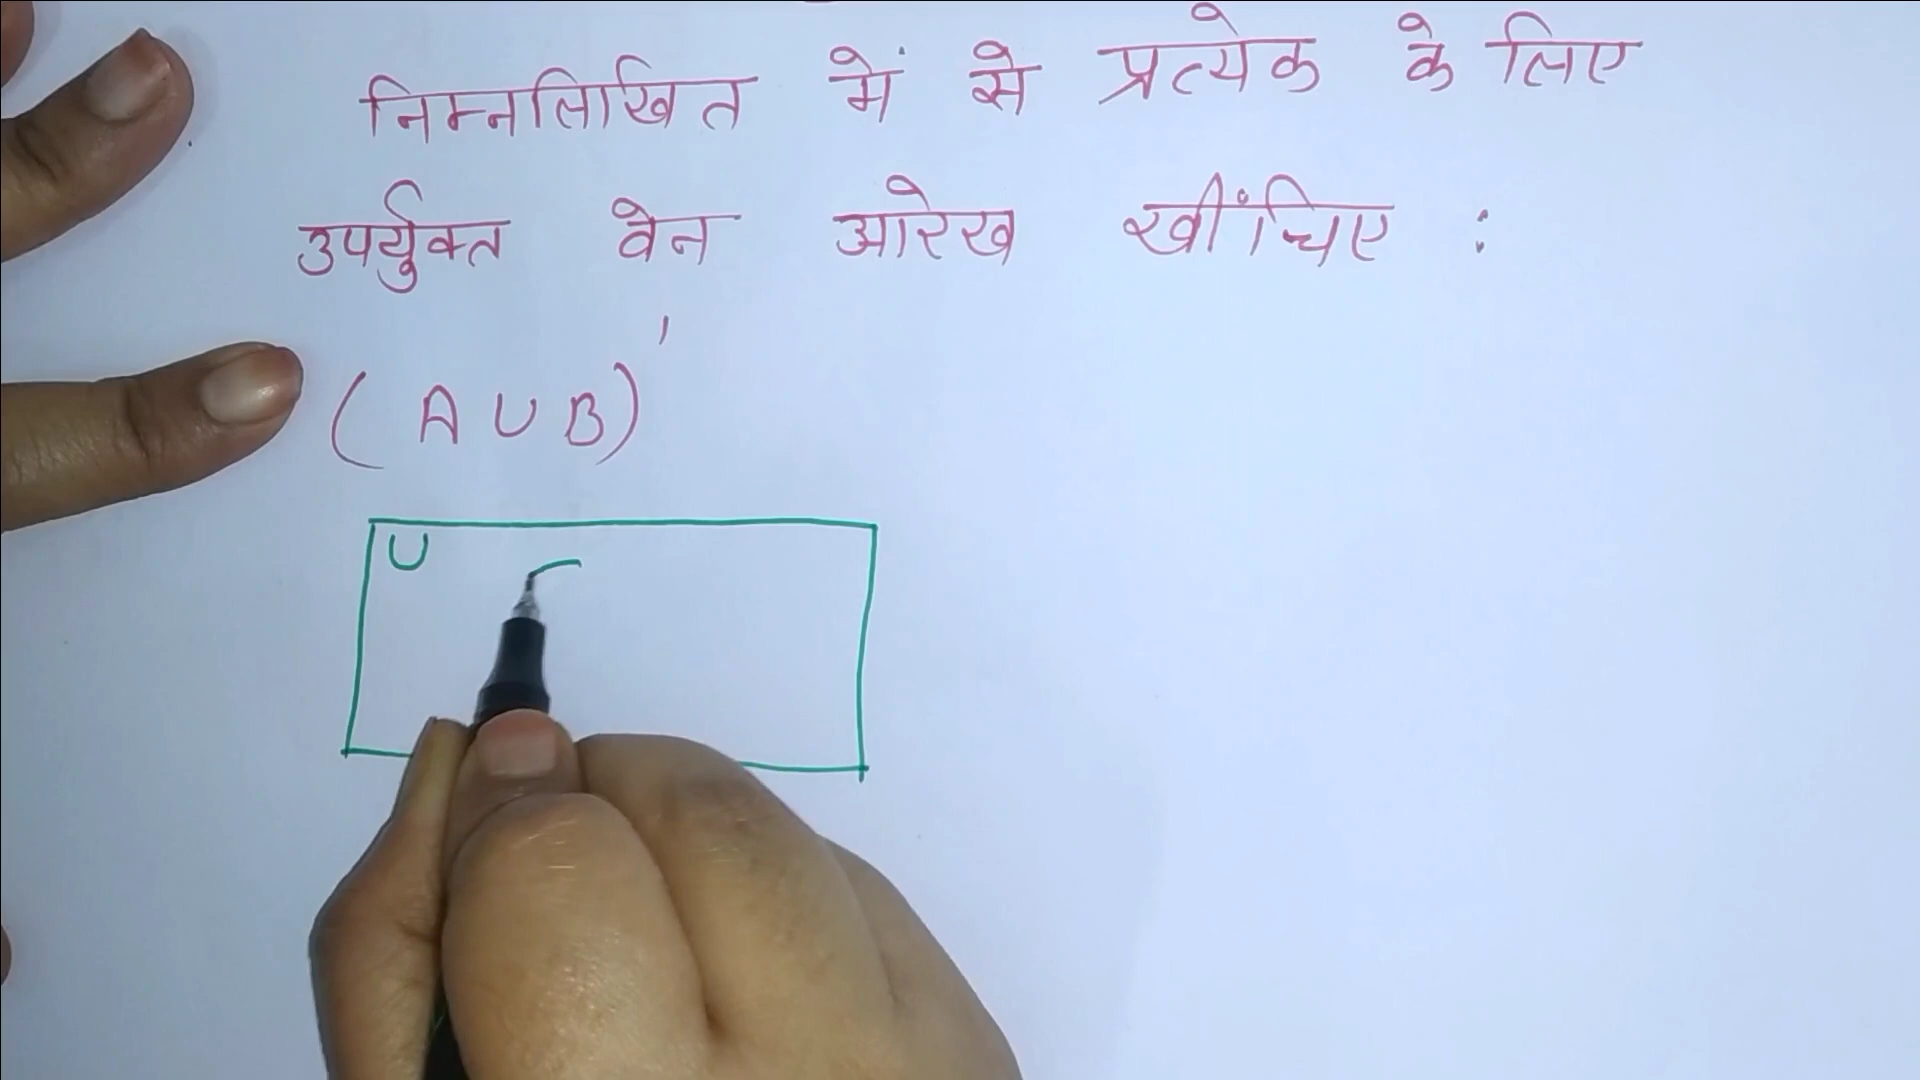 निम्नलिखित में से प्रत्येक के लिए
उपर्युक्त वेन आरेख खींचिए :
(A∪B)'
U